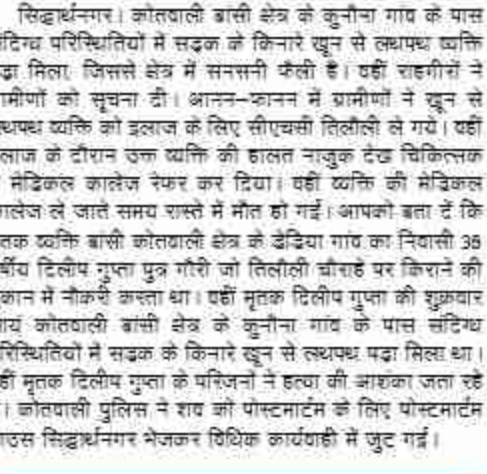 सिद्धार्थनगर। कोतवाली बांसी क्षेत्र के कुनौना गांव के पास
ंदिग्ध परिस्थितियों में सड़क के किनारे खून से लथपथ व्यक्ति
ड़ा मिला जिससे क्षेत्र में सनसनी फैली है। वहीं राहगीरों ने
ामीणों को सूचना दी। आनन–फानन में ग्रामीणों ने खून से
थपथ व्यक्ति को इलाज के लिए सीएचसी तिलौली ले गये। वहीं
लाज के दौरान उक्त व्यक्ति की हालत नाजुक देख चिकित्सक
मेडिकल कालेज रेफर कर दिया। वहीं व्यक्ति की मेडिकल
ालेज ले जाते समय रास्ते में मौत हो गई। आपको बता दें कि
तक व्यक्ति बांसी कोतवाली क्षेत्र के डेडिया गांव का निवासी 35
र्षीय दिलीप गुप्ता पुत्र गौरी जो तिलौली चौराहे पर किराने की
कान में नौकरी करता था। वहीं मृतक दिलीप गुप्ता की शुक्रवार
ायं कोतवाली बांसी क्षेत्र के कुनौना गांव के पास संदिग्ध
रिस्थितियों में सड़क के किनारे खून से लथपथ पड़ा मिला था।
हीं मृतक दिलीप गुप्ता के परिजनों ने हत्या की आशंका जता रहे
। कोतवाली पुलिस ने शव को पोस्टमार्टम के लिए पोस्टमार्टम
ाउस सिद्धार्थनगर भेजकर विधिक कार्यवाही में जुट गई।